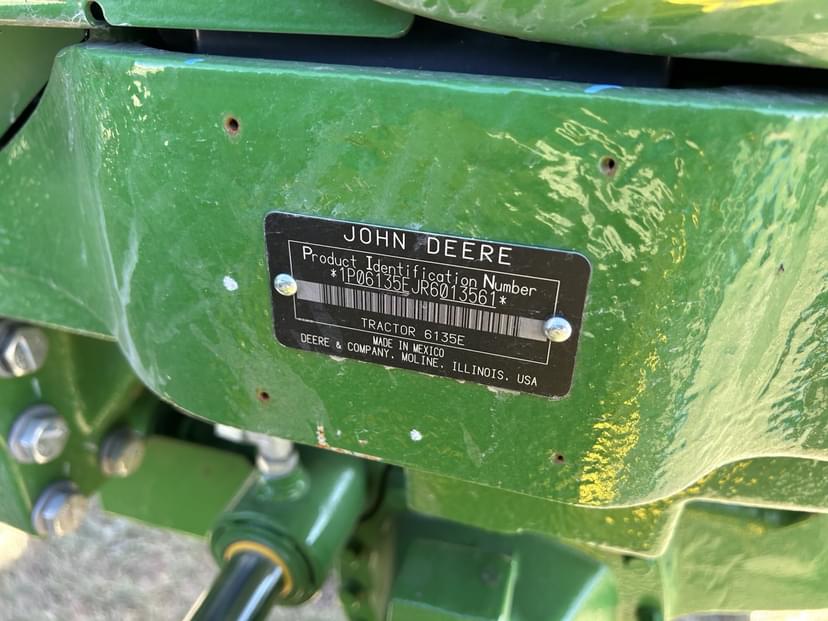 JOHN DEERE
Product Identification Number
*1P06135EJR6013561*
TRACTOR 6135E
MADE IN MEXICO
DEERE & COMPANY, MOLINE, ILLINOIS, USA